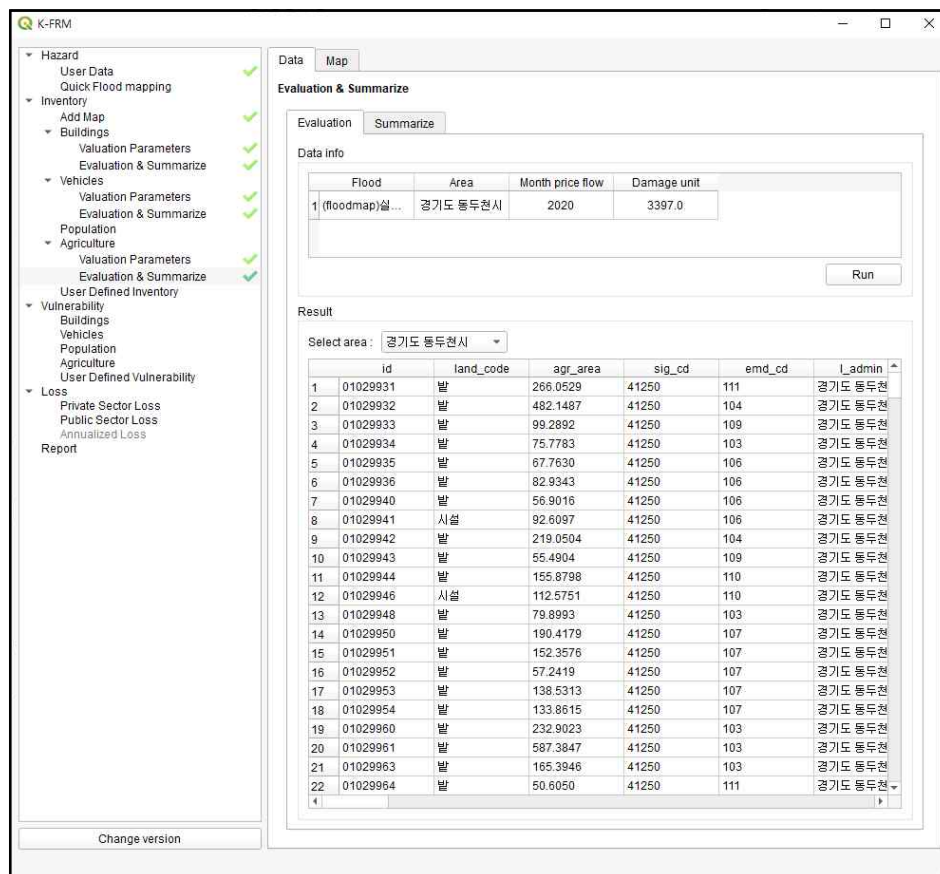 K-FRM
Hazard
User Data
Quick Flood mapping
Inventory
Add Map
Buildings
Valuation Parameters
Evaluation & Summarize
Vehicles
Valuation Parameters
Evaluation & Summarize
Population
Agriculture
Valuation Parameters
Evaluation & Summarize
User Defined Inventory
Vulnerability
Buildings
Vehicles
Population
Agriculture
User Defined Vulnerability
Loss
Private Sector Loss
Public Sector Loss
Annualized Loss
Report
Change version
Data Map
Evaluation & Summarize
Evaluation Summarize
Data info
Flood Area Month price flow Damage unit
1 (floodmap)실... 경기도 동두천시 2020 3397.0
Run
Result
Select area : 경기도 동두천시
id land_code agr_area sig_cd emd_cd l_admin
1 01029931 밭 266.0529 41250 111 경기도 동두천
2 01029932 밭 482.1487 41250 104 경기도 동두천
3 01029933 밭 99.2892 41250 109 경기도 동두천
4 01029934 밭 75.7783 41250 103 경기도 동두천
5 01029935 밭 67.7630 41250 106 경기도 동두천
6 01029936 밭 82.9343 41250 106 경기도 동두천
7 01029940 밭 56.9016 41250 106 경기도 동두천
8 01029941 시설 92.6097 41250 106 경기도 동두천
9 01029942 밭 219.0504 41250 104 경기도 동두천
10 01029943 밭 55.4904 41250 109 경기도 동두천
11 01029944 밭 155.8798 41250 110 경기도 동두천
12 01029946 시설 112.5751 41250 110 경기도 동두천
13 01029948 밭 79.8993 41250 103 경기도 동두천
14 01029950 밭 190.4179 41250 107 경기도 동두천
15 01029951 밭 152.3576 41250 107 경기도 동두천
16 01029952 밭 57.2419 41250 107 경기도 동두천
17 01029953 밭 138.5313 41250 107 경기도 동두천
18 01029954 밭 133.8615 41250 107 경기도 동두천
19 01029960 밭 232.9023 41250 103 경기도 동두천
20 01029961 밭 587.3847 41250 103 경기도 동두천
21 01029963 밭 165.3946 41250 103 경기도 동두천
22 01029964 밭 50.6050 41250 111 경기도 동두천